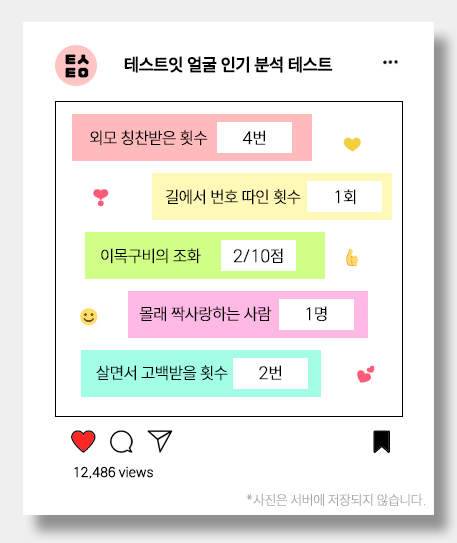 테스트잇 얼굴 인기 분석 테스트
외모 칭찬받은 횟수 4번
길에서 번호 따인 횟수 1회
이목구비의 조화 2/10점
몰래 짝사랑하는 사람 1명
살면서 고백받을 횟수 2번
12,486 views
*사진은 서버에 저장되지 않습니다.